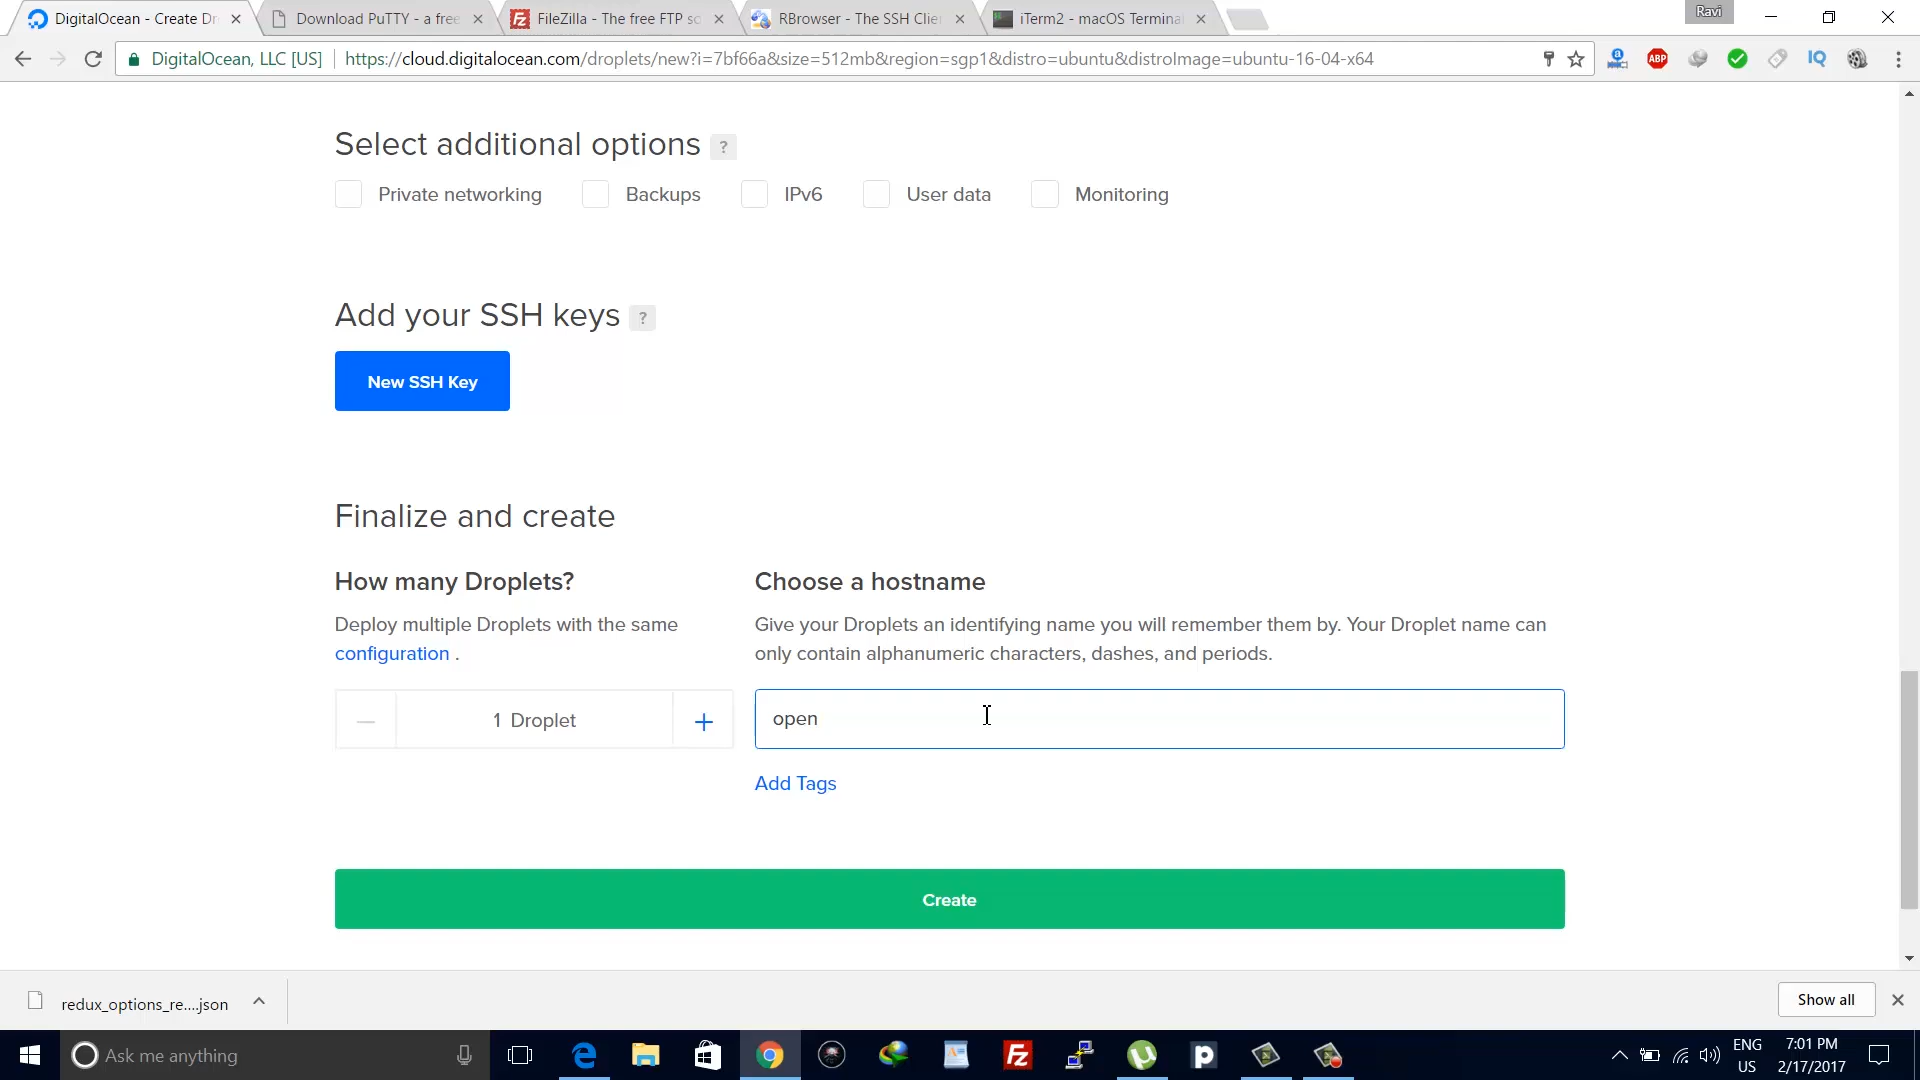 DigitalOcean - Create Dr
Download PuTTY - a free
FileZilla - The free FTP so
RBrowser - The SSH Clie
iTerm2 - macOS Terminal
Ravi
DigitalOcean, LLC [US]
https://cloud.digitalocean.com/droplets/new?i=7bf66a&size=512mb&region=sgp1&distro=ubuntu&distroImage=ubuntu-16-04-x64
ABP
IQ
Select additional options ?
Private networking
Backups
IPv6
User data
Monitoring
Add your SSH keys ?
New SSH Key
Finalize and create
How many Droplets?
Deploy multiple Droplets with the same
configuration .
1 Droplet
Choose a hostname
Give your Droplets an identifying name you will remember them by. Your Droplet name can
only contain alphanumeric characters, dashes, and periods.
open
Add Tags
Create
redux_options_re....json
Show all
Ask me anything
ENG
US
7:01 PM
2/17/2017